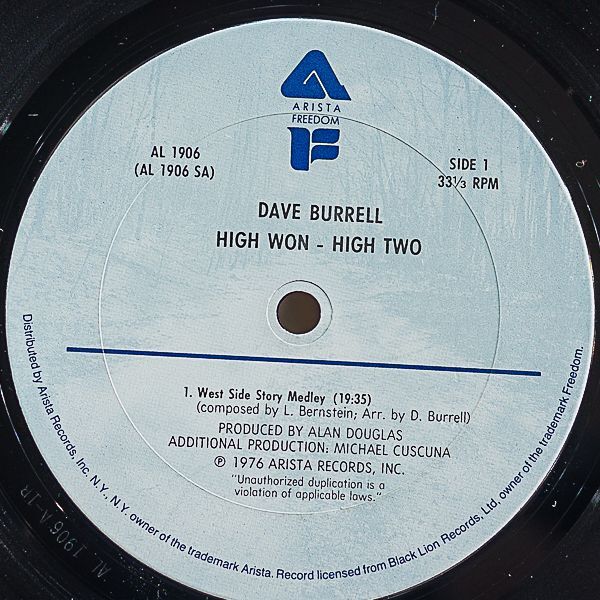 ARISTA
FREEDOM
AL 1906
(AL 1906 SA)
SIDE 1
33⅓ RPM
DAVE BURRELL
HIGH WON - HIGH TWO
1. West Side Story Medley (19:35)
(composed by L. Bernstein; Arr. by D. Burrell)
PRODUCED BY ALAN DOUGLAS
ADDITIONAL PRODUCTION: MICHAEL CUSCUNA
℗ 1976 ARISTA RECORDS, INC.
"Unauthorized duplication is a
violation of applicable laws."
Distributed by Arista Records, Inc. N.Y., N.Y. owner of the trademark Arista. Record licensed from Black Lion Records, Ltd, owner of the trademark Freedom.
AL 1906-A-1R